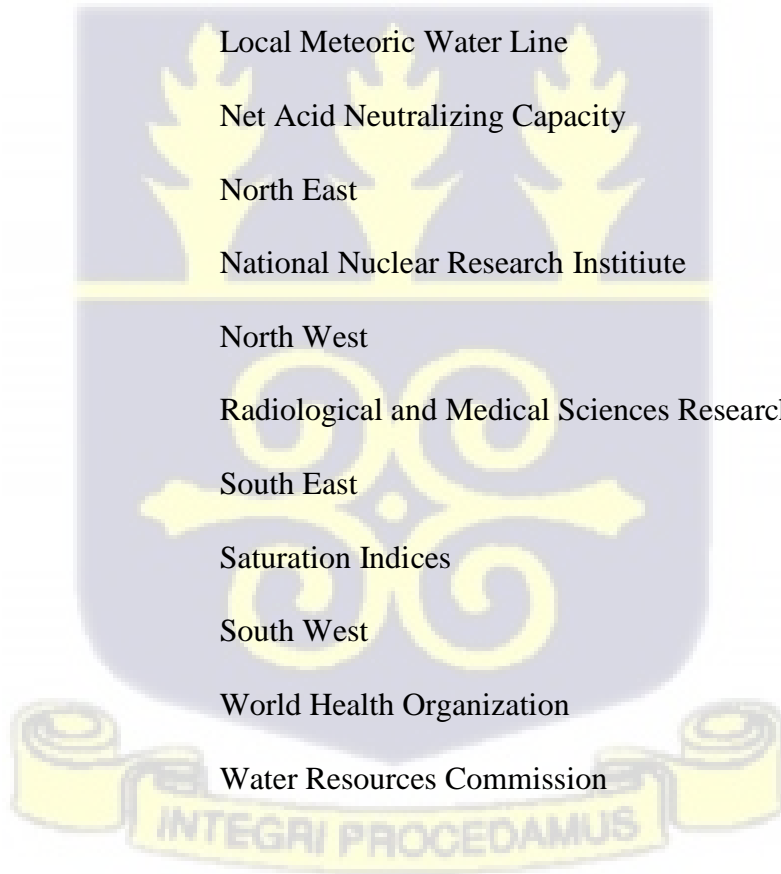 Local Meteoric Water Line
Net Acid Neutralizing Capacity
North East
National Nuclear Research Institiute
North West
Radiological and Medical Sciences Research
South East
Saturation Indices
South West
World Health Organization
Water Resources Commission
INTEGRI PROCEDAMUS